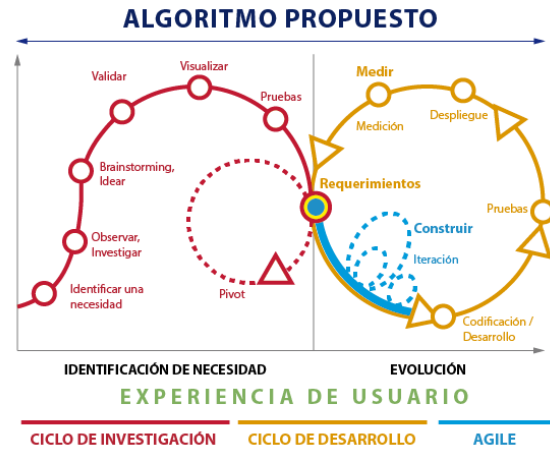 ALGORITMO PROPUESTO
Visualizar
Validar
Pruebas
Brainstorming,
Idear
Observar,
Investigar
Identificar una
necesidad
Pivot
Medir
Medición
Despliegue
Requerimientos
Pruebas
Construir
Iteración
Codificación /
Desarrollo
IDENTIFICACIÓN DE NECESIDAD
EVOLUCIÓN
EXPERIENCIA DE USUARIO
CICLO DE INVESTIGACIÓN
CICLO DE DESARROLLO
AGILE